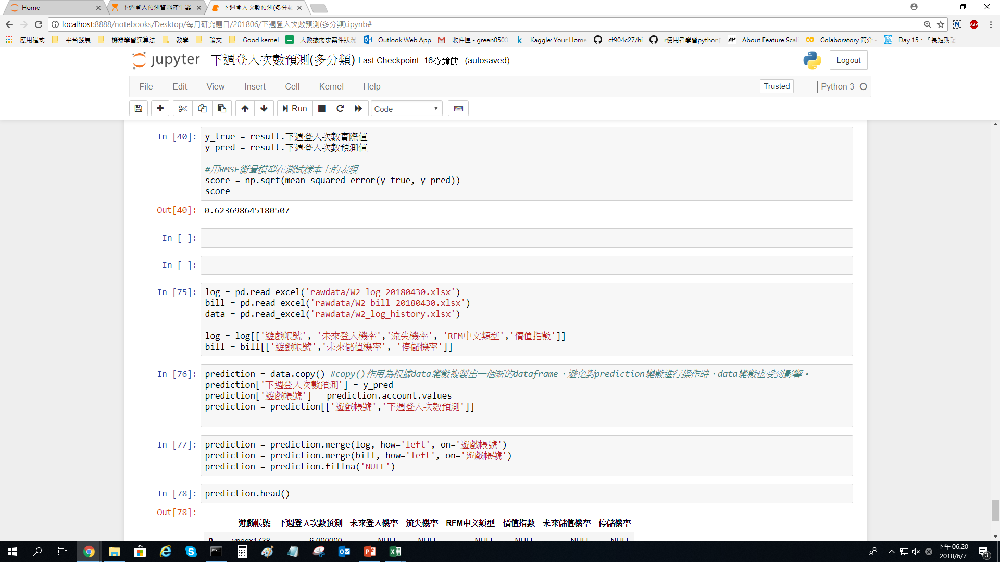 Home
下週登入預測資料產生器
下週登入次數預測(多分類
localhost:8888/notebooks/Desktop/每月研究題目/201806/下週登入次數預測(多分類).ipynb#
應用程式 平台發展 機器學習演算法 教學 論文 Good kernel 大數據需求案件狀況 Outlook Web App 收件匣 - green0503 Kaggle: Your Home cf904c27/hi r使用者學習python About Feature Scal Colaboratory 簡介 - Day 15：『長短期記
jupyter 下週登入次數預測(多分類) Last Checkpoint: 16分鐘前 (autosaved)
Logout
File Edit View Insert Cell Kernel Help
Trusted
Python 3
Run
Code
In [40]:
y_true = result.下週登入次數實際值
y_pred = result.下週登入次數預測值
#用RMSE衡量模型在測試樣本上的表現
score = np.sqrt(mean_squared_error(y_true, y_pred))
score
Out[40]: 0.623698645180507
In [ ]:
In [ ]:
In [75]:
log = pd.read_excel('rawdata/W2_log_20180430.xlsx')
bill = pd.read_excel('rawdata/W2_bill_20180430.xlsx')
data = pd.read_excel('rawdata/w2_log_history.xlsx')
log = log[['遊戲帳號', '未來登入機率','流失機率', 'RFM中文類型','價值指數']]
bill = bill[['遊戲帳號','未來儲值機率', '停儲機率']]
In [76]:
prediction = data.copy() #copy()作用為根據data變數複製出一個新的dataframe，避免對prediction變數進行操作時，data變數也受到影響。
prediction['下週登入次數預測'] = y_pred
prediction['遊戲帳號'] = prediction.account.values
prediction = prediction[['遊戲帳號','下週登入次數預測']]
In [77]:
prediction = prediction.merge(log, how='left', on='遊戲帳號')
prediction = prediction.merge(bill, how='left', on='遊戲帳號')
prediction = prediction.fillna('NULL')
In [78]: prediction.head()
Out[78]:
遊戲帳號 下週登入次數預測 未來登入機率 流失機率 RFM中文類型 價值指數 未來儲值機率 停儲機率
0 6.000000 NULL NULL NULL NULL NULL NULL
下午 06:20
2018/6/7
3